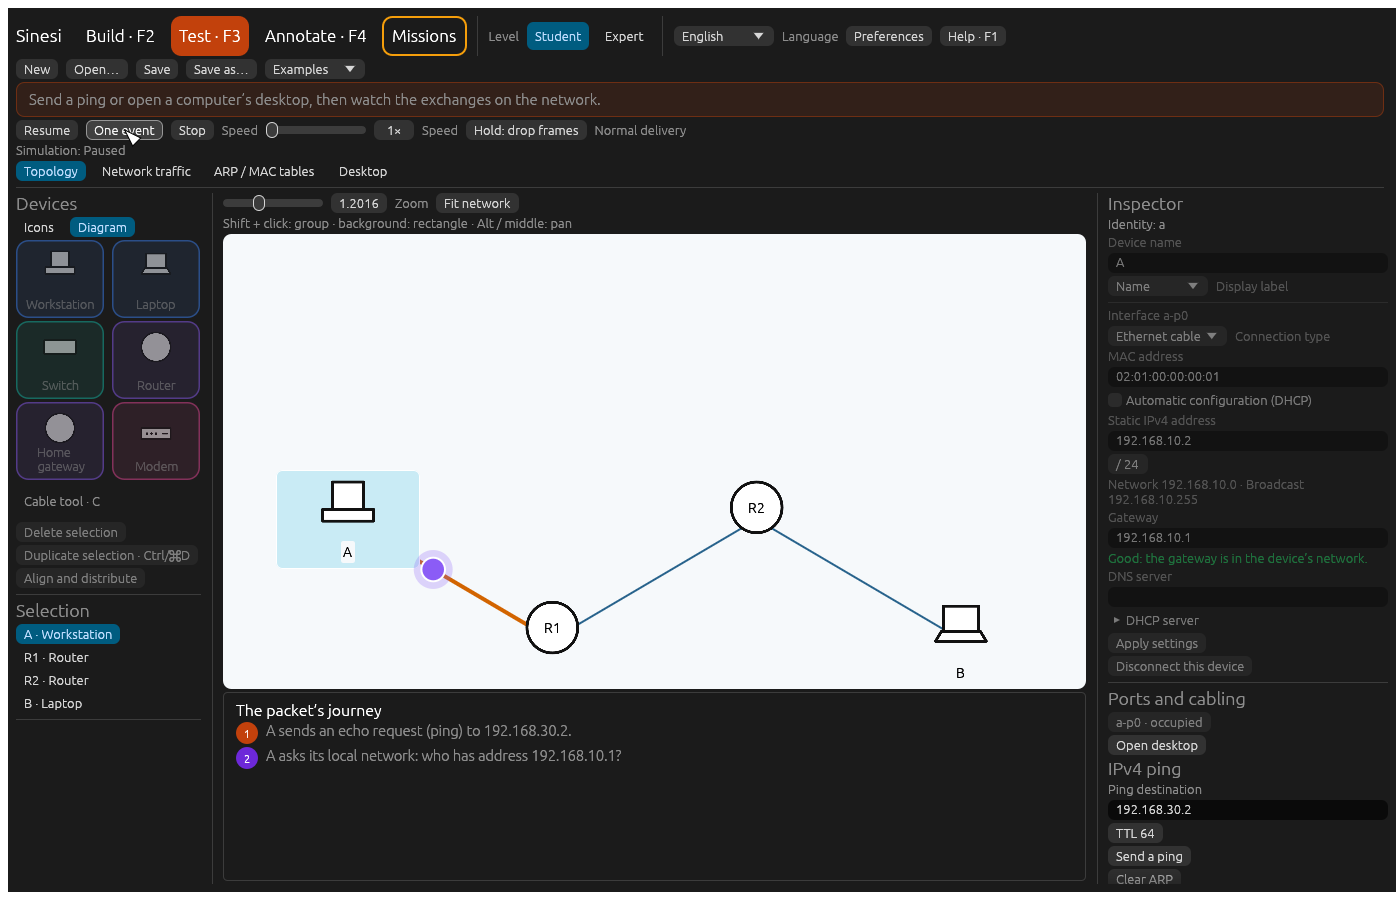 Sinesi Build · F2 Test · F3 Annotate · F4 Missions Level Student Expert English Language Preferences Help · F1
New Open… Save Save as… Examples
Send a ping or open a computer’s desktop, then watch the exchanges on the network.
Resume One event Stop Speed 1× Speed Hold: drop frames Normal delivery
Simulation: Paused
Topology Network traffic ARP / MAC tables Desktop
Devices
Icons Diagram
Workstation Laptop
Switch Router
Home gateway Modem
Cable tool · C
Delete selection
Duplicate selection · Ctrl/⌘D
Align and distribute
Selection
A · Workstation
R1 · Router
R2 · Router
B · Laptop
1.2016 Zoom Fit network
Shift + click: group · background: rectangle · Alt / middle: pan
R2
A
R1
B
The packet’s journey
1 A sends an echo request (ping) to 192.168.30.2.
2 A asks its local network: who has address 192.168.10.1?
Inspector
Identity: a
Device name
A
Name Display label
Interface a-p0
Ethernet cable Connection type
MAC address
02:01:00:00:00:01
Automatic configuration (DHCP)
Static IPv4 address
192.168.10.2
/ 24
Network 192.168.10.0 · Broadcast
192.168.10.255
Gateway
192.168.10.1
Good: the gateway is in the device’s network.
DNS server
DHCP server
Apply settings
Disconnect this device
Ports and cabling
a-p0 · occupied
Open desktop
IPv4 ping
Ping destination
192.168.30.2
TTL 64
Send a ping
Clear ARP